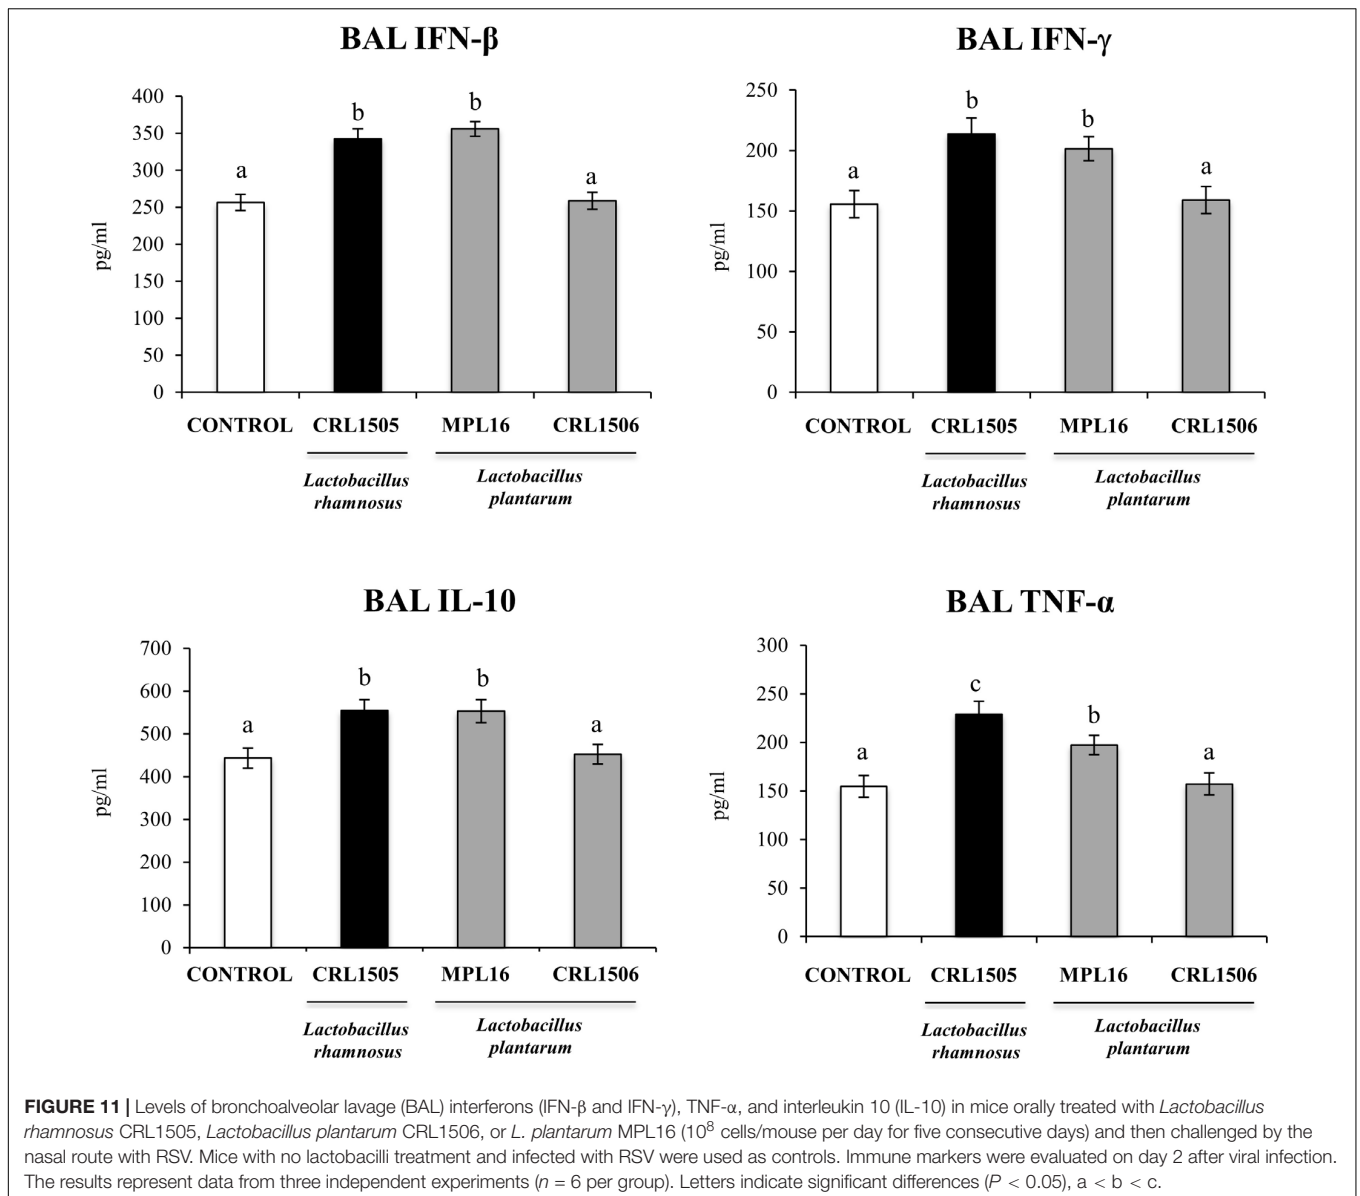 BAL IFN-β
400
350
300
250
200
150
100
50
0
pg/ml
a
b
b
a
CONTROL CRL1505 MPL16 CRL1506
Lactobacillus
rhamnosus
Lactobacillus
plantarum
BAL IFN-γ
250
200
150
100
50
0
pg/ml
a
b
b
a
CONTROL CRL1505 MPL16 CRL1506
Lactobacillus
rhamnosus
Lactobacillus
plantarum
BAL IL-10
700
600
500
400
300
200
100
0
pg/ml
a
b
b
a
CONTROL CRL1505 MPL16 CRL1506
Lactobacillus
rhamnosus
Lactobacillus
plantarum
BAL TNF-α
300
250
200
150
100
50
0
pg/ml
a
c
b
a
CONTROL CRL1505 MPL16 CRL1506
Lactobacillus
rhamnosus
Lactobacillus
plantarum
FIGURE 11 | Levels of bronchoalveolar lavage (BAL) interferons (IFN-β and IFN-γ), TNF-α, and interleukin 10 (IL-10) in mice orally treated with Lactobacillus
rhamnosus CRL1505, Lactobacillus plantarum CRL1506, or L. plantarum MPL16 (10⁸ cells/mouse per day for five consecutive days) and then challenged by the
nasal route with RSV. Mice with no lactobacilli treatment and infected with RSV were used as controls. Immune markers were evaluated on day 2 after viral infection.
The results represent data from three independent experiments (n = 6 per group). Letters indicate significant differences (P < 0.05), a < b < c.